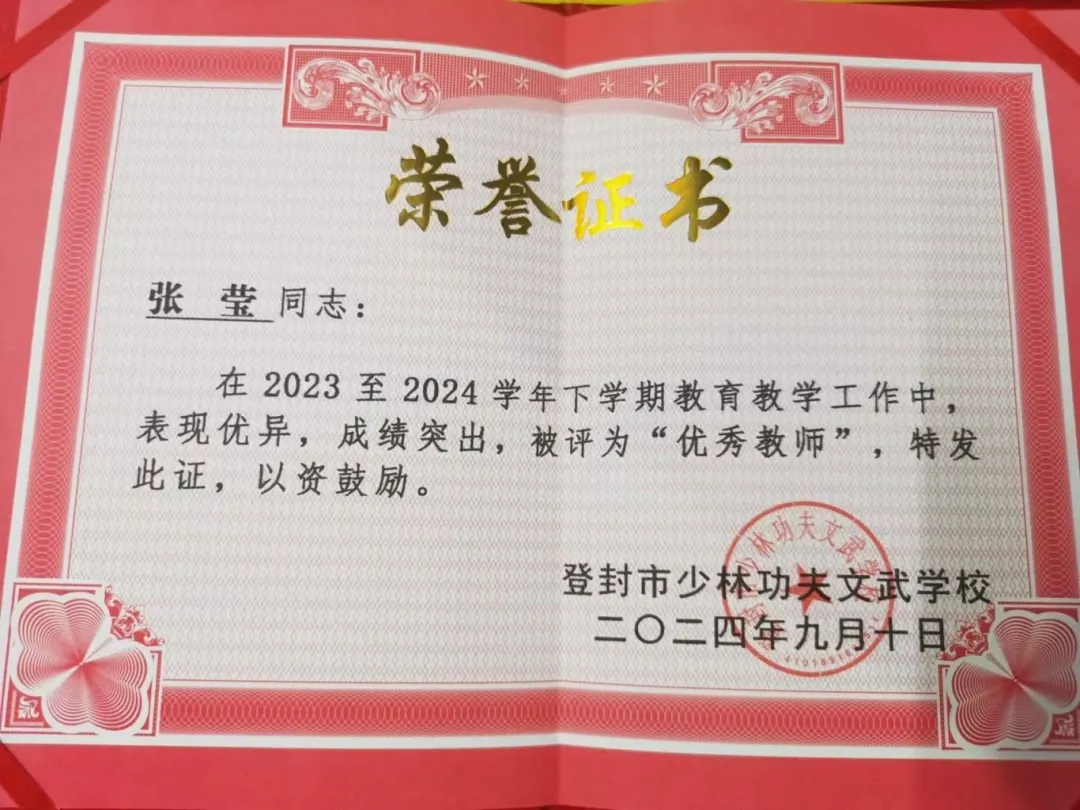 荣誉证书
张 莹 同志：
在 2023 至 2024 学年下学期教育教学工作中，
表现优异，成绩突出，被评为“优秀教师”，特发
此证，以资鼓励。
登封市少林功夫文武学校
二〇二四年九月十日